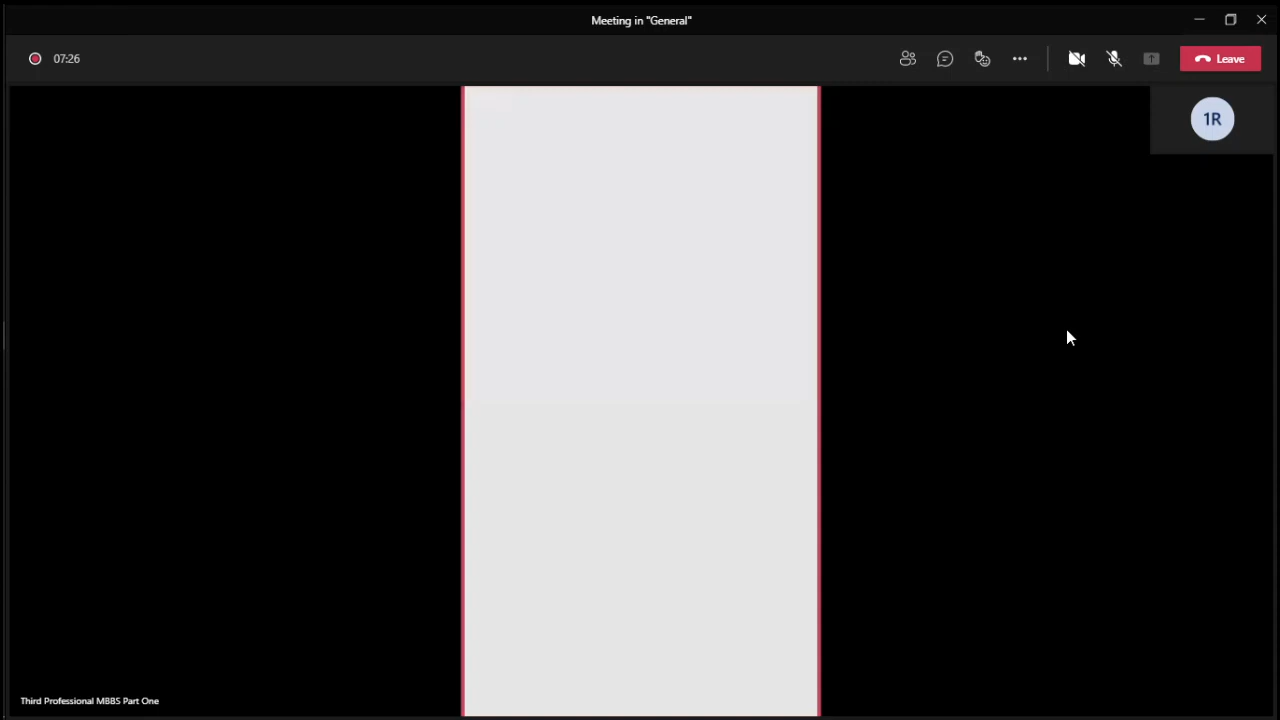 Meeting in "General"
07:26
Leave
1R
Third Professional MBBS Part One